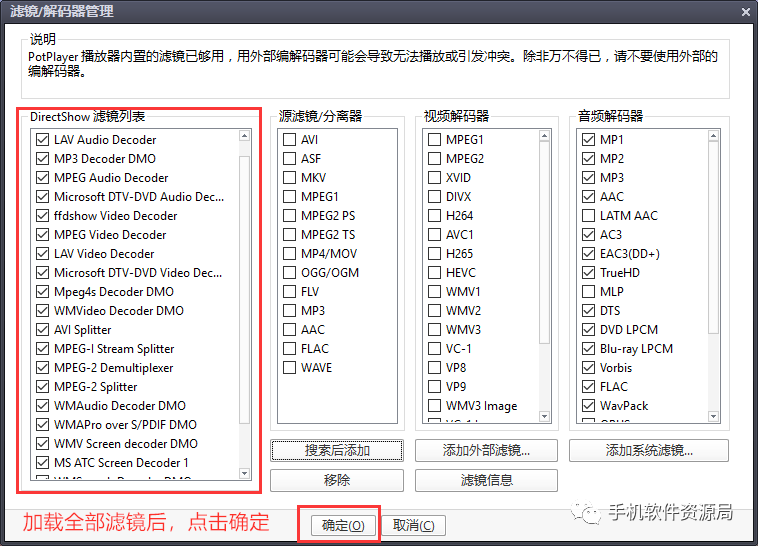 滤镜/解码器管理
说明
PotPlayer 播放器内置的滤镜已够用，用外部编解码器可能会导致无法播放或引发冲突。除非万不得已，请不要使用外部的
编解码器。
DirectShow 滤镜列表
LAV Audio Decoder
MP3 Decoder DMO
MPEG Audio Decoder
Microsoft DTV-DVD Audio Dec...
ffdshow Video Decoder
MPEG Video Decoder
LAV Video Decoder
Microsoft DTV-DVD Video Dec...
Mpeg4s Decoder DMO
WMVideo Decoder DMO
AVI Splitter
MPEG-I Stream Splitter
MPEG-2 Demultiplexer
MPEG-2 Splitter
WMAudio Decoder DMO
WMAPro over S/PDIF DMO
WMV Screen decoder DMO
MS ATC Screen Decoder 1
源滤镜/分离器
AVI
ASF
MKV
MPEG1
MPEG2 PS
MPEG2 TS
MP4/MOV
OGG/OGM
FLV
MP3
AAC
FLAC
WAVE
视频解码器
MPEG1
MPEG2
XVID
DIVX
H264
AVC1
H265
HEVC
WMV1
WMV2
WMV3
VC-1
VP8
VP9
WMV3 Image
音频解码器
MP1
MP2
MP3
AAC
LATM AAC
AC3
EAC3(DD+)
TrueHD
MLP
DTS
DVD LPCM
Blu-ray LPCM
Vorbis
FLAC
WavPack
搜索后添加
添加外部滤镜...
添加系统滤镜...
移除
滤镜信息
加载全部滤镜后，点击确定
确定(O)
取消(C)
手机软件资源局